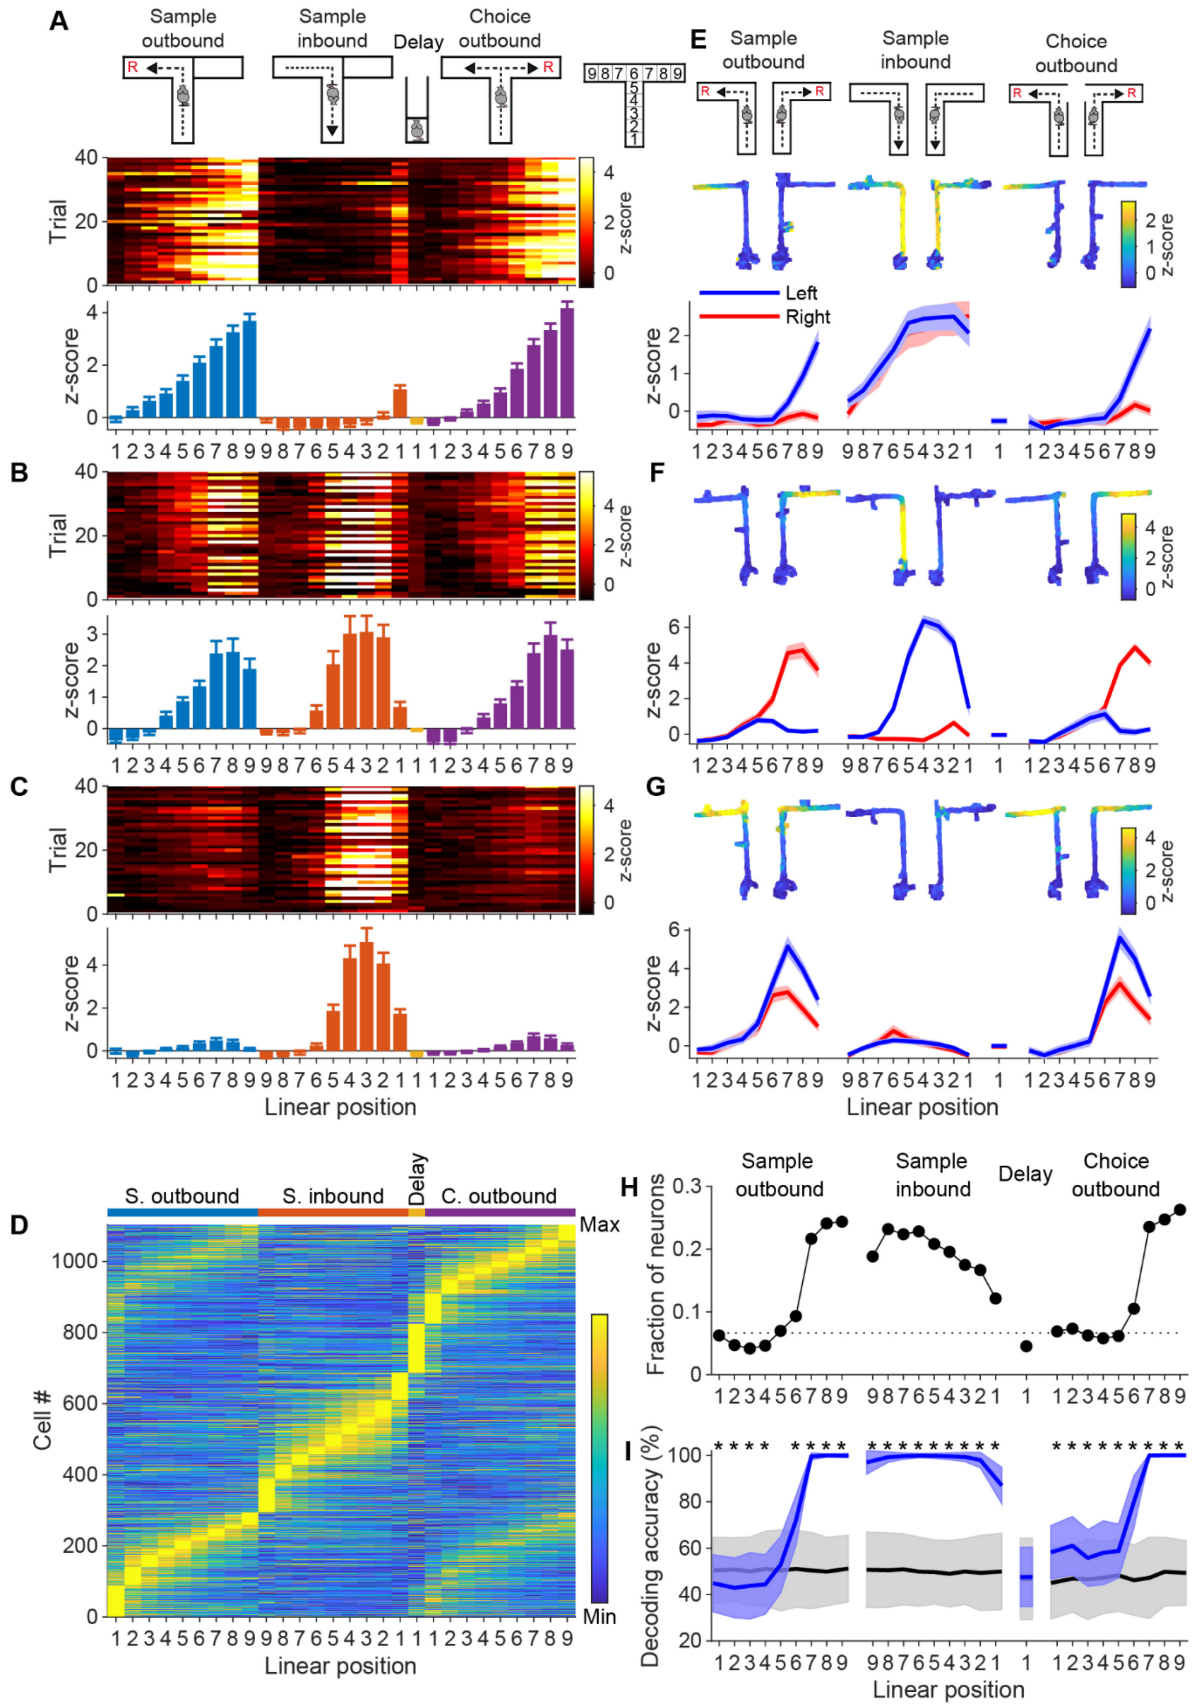 A
Sample outbound
Sample inbound
Delay
Choice outbound
R
R
9 8 7 6 7 8 9
5
4
3
2
1
Trial
40
20
0
4
2
0
z-score
z-score
4
2
0
1 2 3 4 5 6 7 8 9 9 8 7 6 5 4 3 2 1 1 1 2 3 4 5 6 7 8 9
B
Trial
40
20
0
4
2
0
z-score
z-score
3
2
1
0
1 2 3 4 5 6 7 8 9 9 8 7 6 5 4 3 2 1 1 1 2 3 4 5 6 7 8 9
C
Trial
40
20
0
4
2
0
z-score
z-score
4
2
0
1 2 3 4 5 6 7 8 9 9 8 7 6 5 4 3 2 1 1 1 2 3 4 5 6 7 8 9
Linear position
D
S. outbound
S. inbound
Delay
C. outbound
Cell #
1000
800
600
400
200
0
Max
Min
1 2 3 4 5 6 7 8 9 9 8 7 6 5 4 3 2 1 1 1 2 3 4 5 6 7 8 9
Linear position
E
Sample outbound
Sample inbound
Choice outbound
R
R
R
R
2
1
0
z-score
Left
Right
z-score
2
1
0
1 2 3 4 5 6 7 8 9 9 8 7 6 5 4 3 2 1 1 1 2 3 4 5 6 7 8 9
F
4
2
0
z-score
z-score
6
4
2
0
1 2 3 4 5 6 7 8 9 9 8 7 6 5 4 3 2 1 1 1 2 3 4 5 6 7 8 9
G
4
2
0
z-score
z-score
6
4
2
0
1 2 3 4 5 6 7 8 9 9 8 7 6 5 4 3 2 1 1 1 2 3 4 5 6 7 8 9
Linear position
H
Sample outbound
Sample inbound
Delay
Choice outbound
Fraction of neurons
0.3
0.2
0.1
0
1 2 3 4 5 6 7 8 9 9 8 7 6 5 4 3 2 1 1 1 2 3 4 5 6 7 8 9
I
* * * * * * * * * * * * * * * * * * * * * * * * * *
Decoding accuracy (%)
100
80
60
40
20
1 2 3 4 5 6 7 8 9 9 8 7 6 5 4 3 2 1 1 1 2 3 4 5 6 7 8 9
Linear position